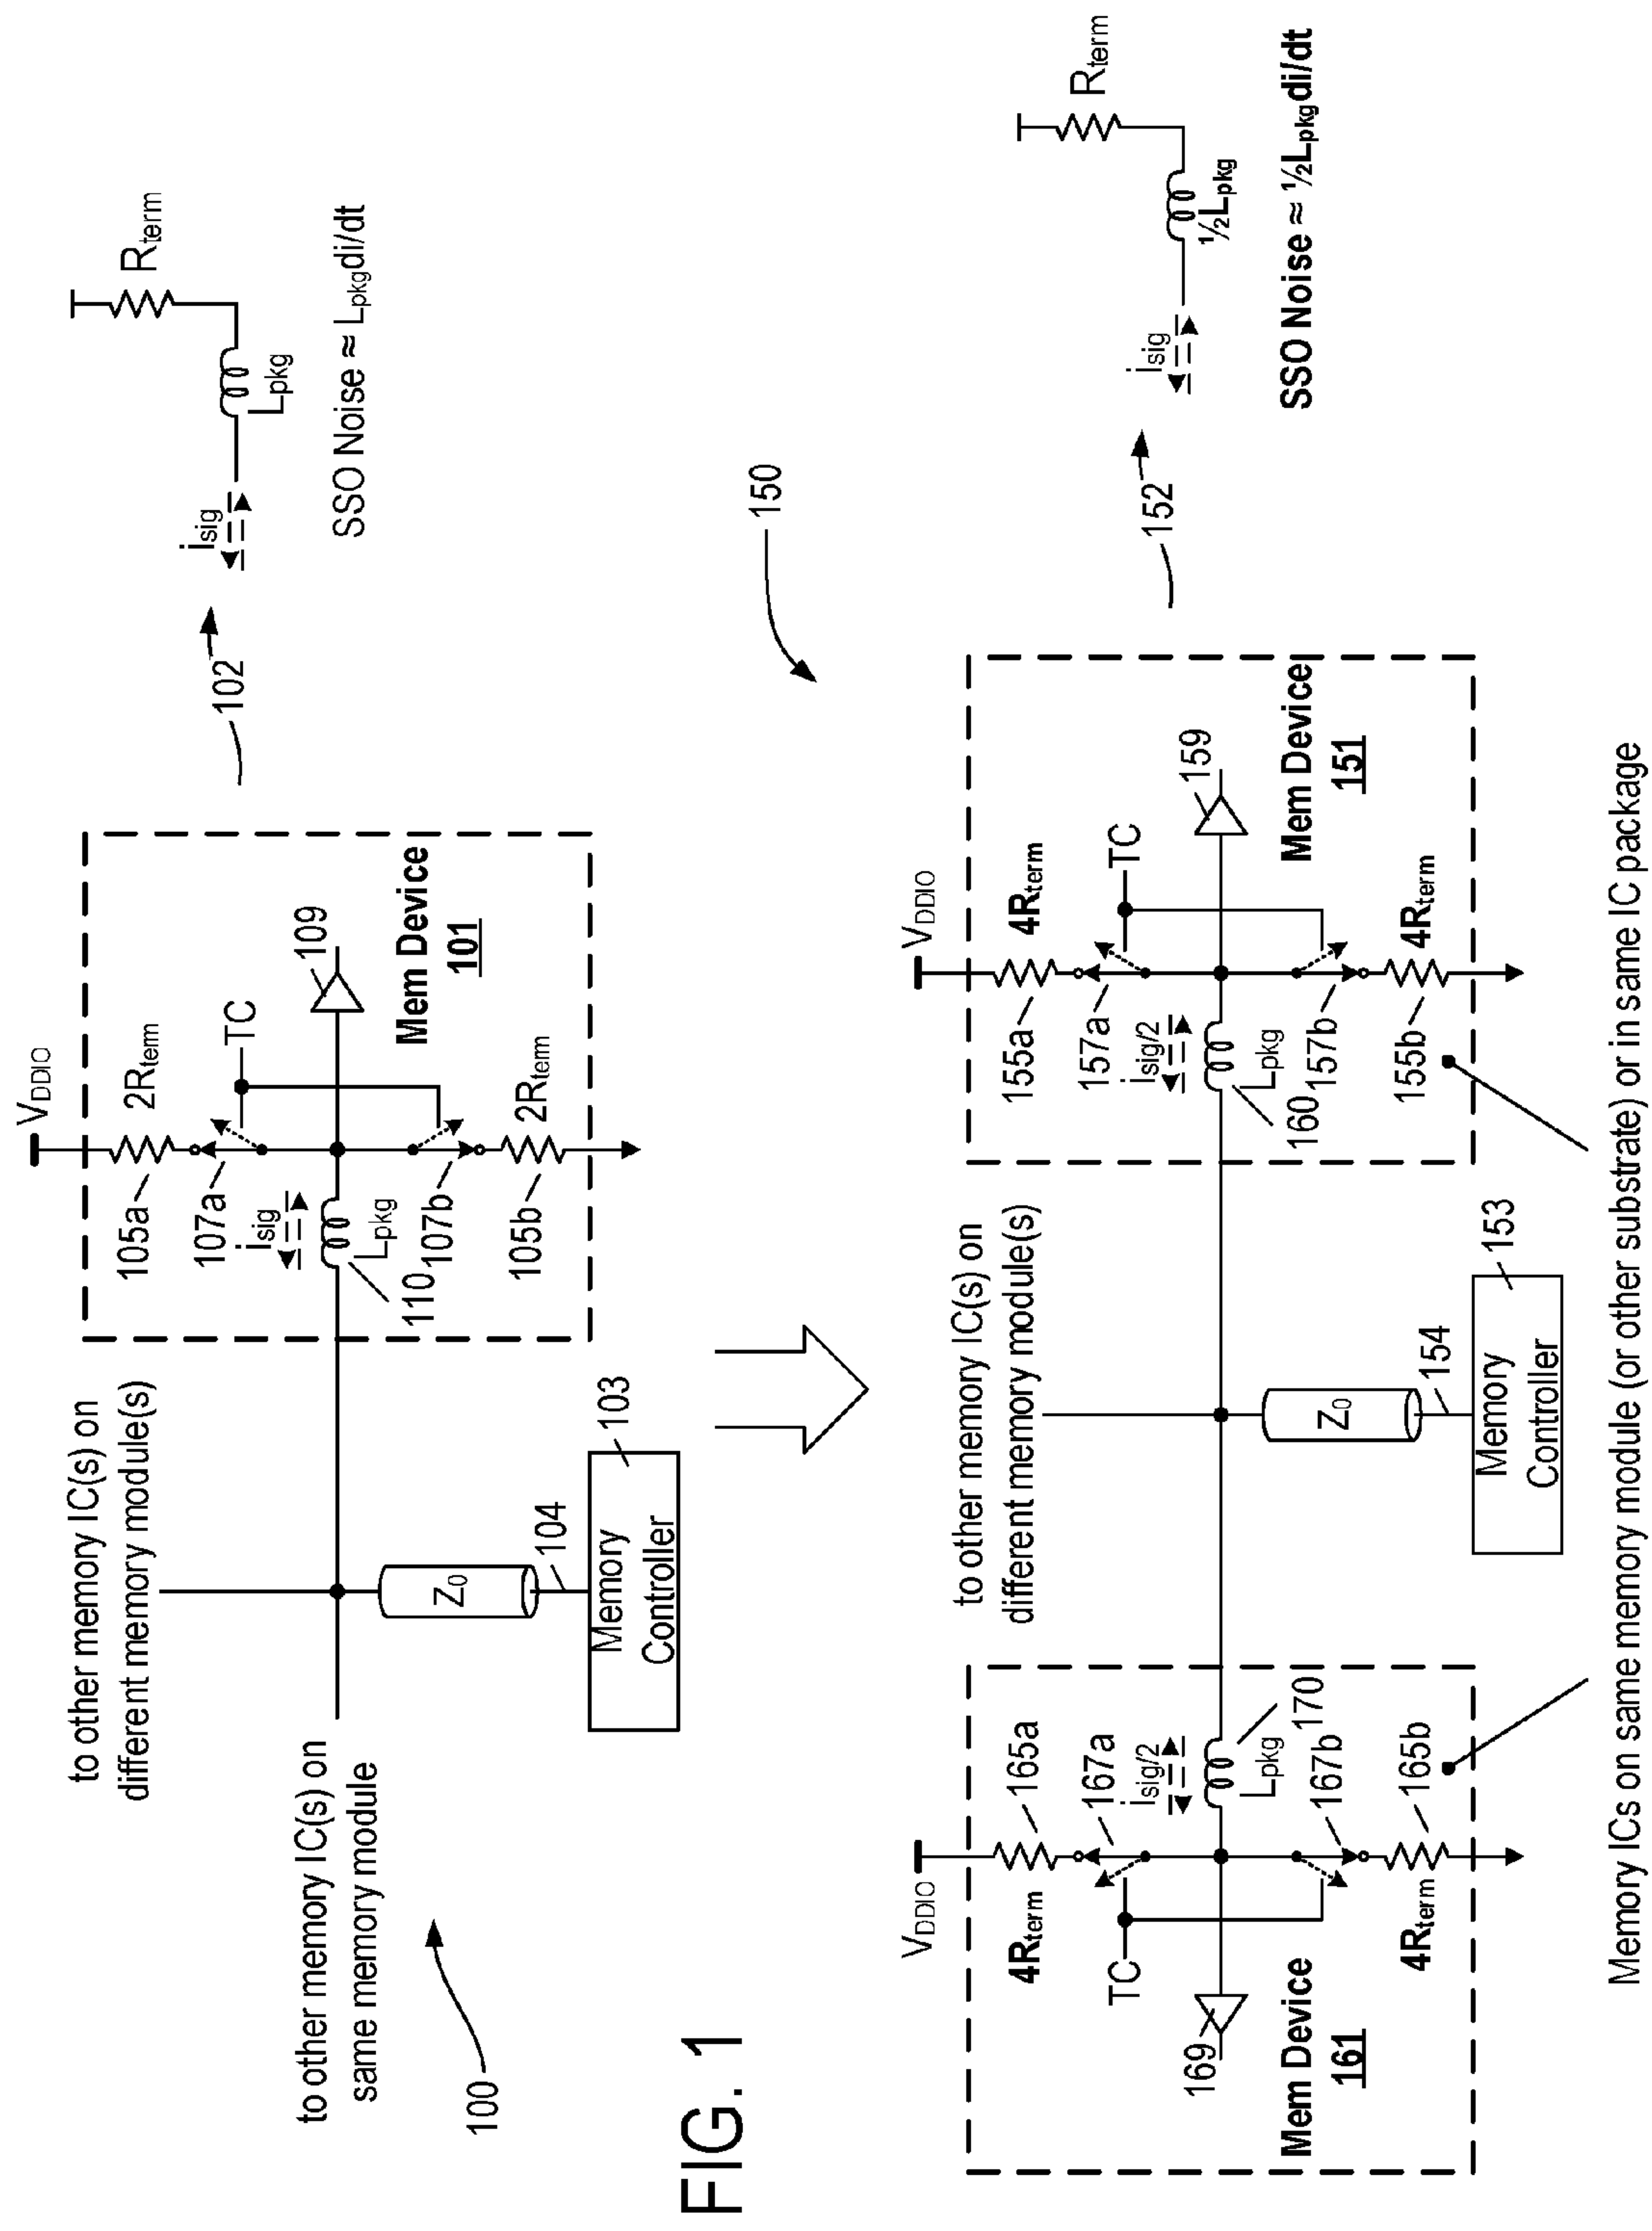 to other memory IC(s) on
different memory module(s)
to other memory IC(s) on
same memory module
100
Z0
104
Memory
Controller
103
VDDIO
2Rterm
105a
107a
TC
isig
Lpkg
110
107b
105b
2Rterm
109
Mem Device
101
102
isig
Lpkg
Rterm
SSO Noise ≈ Lpkgdi/dt
FIG. 1
150
VDDIO
4Rterm
165a
167a
TC
isig/2
Lpkg
170
167b
165b
4Rterm
169
Mem Device
161
to other memory IC(s) on
different memory module(s)
Z0
154
Memory
Controller
153
VDDIO
4Rterm
155a
157a
TC
isig/2
Lpkg
160
157b
155b
4Rterm
159
Mem Device
151
152
isig
½Lpkg
Rterm
SSO Noise ≈ ½Lpkgdi/dt
Memory ICs on same memory module (or other substrate) or in same IC package